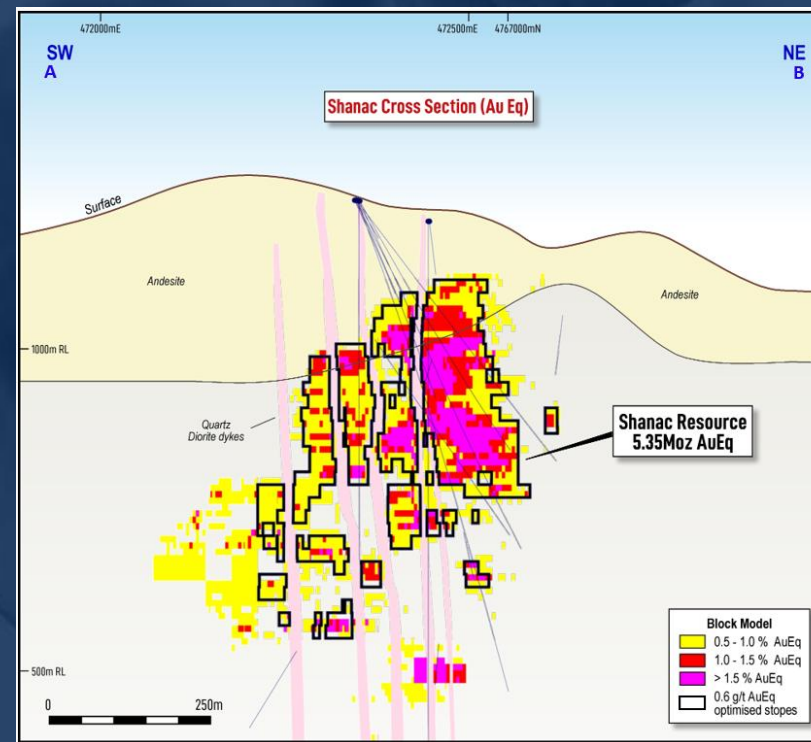 472000mE
472500mE 4767000mN
SW
A
NE
B
Shanac Cross Section (Au Eq)
Surface
Andesite
Andesite
1000m RL
Quartz
Diorite dykes
Shanac Resource
5.35Moz AuEq
500m RL
0
250m
Block Model
0.5 - 1.0 % AuEq
1.0 - 1.5 % AuEq
> 1.5 % AuEq
0.6 g/t AuEq
optimised stopes